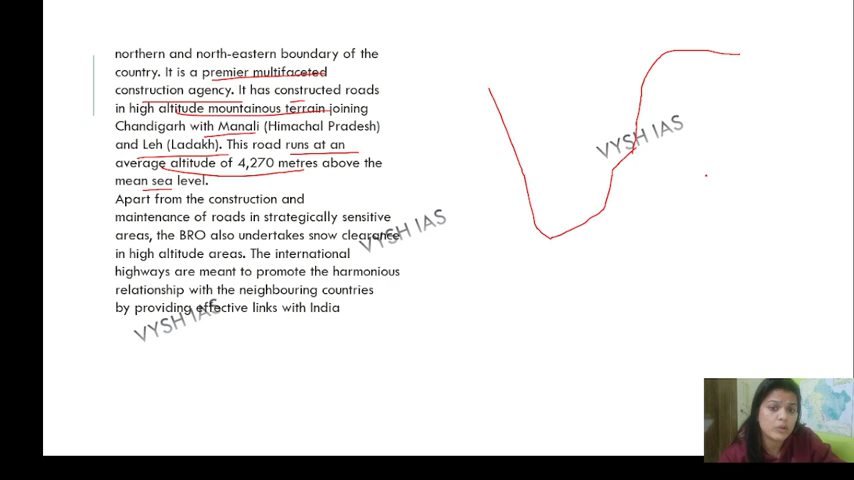 northern and north-eastern boundary of the
country. It is a premier multifaceted
construction agency. It has constructed roads
in high altitude mountainous terrain joining
Chandigarh with Manali (Himachal Pradesh)
and Leh (Ladakh). This road runs at an
average altitude of 4,270 metres above the
mean sea level.
Apart from the construction and
maintenance of roads in strategically sensitive
areas, the BRO also undertakes snow clearance
in high altitude areas. The international
highways are meant to promote the harmonious
relationship with the neighbouring countries
by providing effective links with India
VYSH IAS
VYSH IAS
VYSH IAS